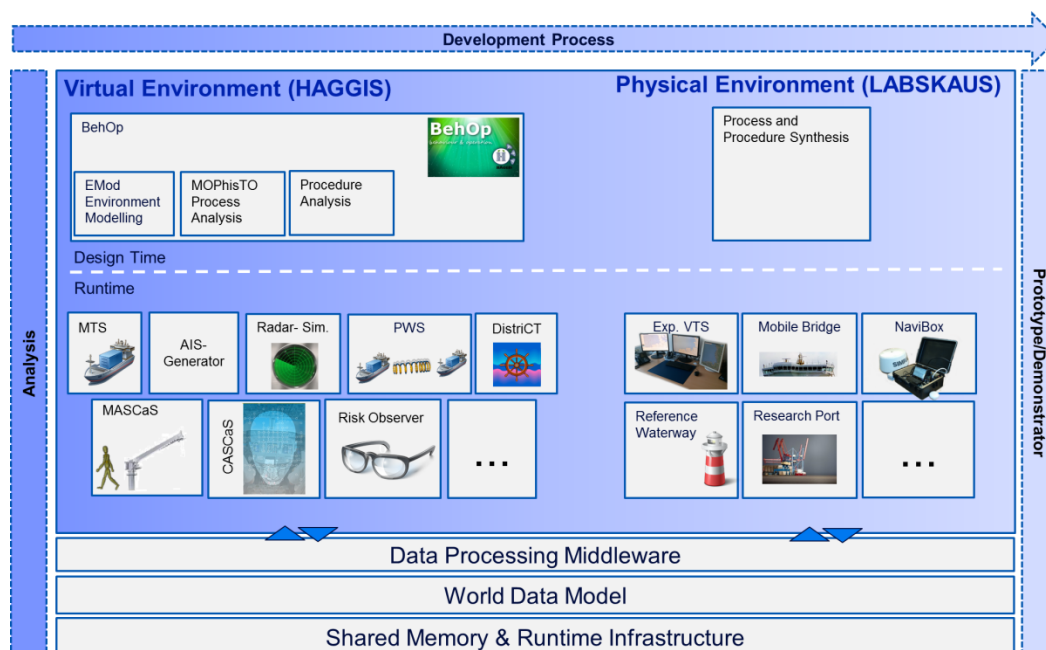 Development Process
Analysis
Virtual Environment (HAGGIS)
Physical Environment (LABSKAUS)
BehOp
BehOp
H
EMod
Environment
Modelling
MOPhisTO
Process
Analysis
Procedure
Analysis
Process and
Procedure Synthesis
Design Time
Runtime
MTS
AIS-
Generator
Radar- Sim.
PWS
DistriCT
Exp. VTS
Mobile Bridge
NaviBox
MASCaS
CASCaS
Risk Observer
...
Reference
Waterway
Research Port
...
Prototype/Demonstrator
Data Processing Middleware
World Data Model
Shared Memory & Runtime Infrastructure